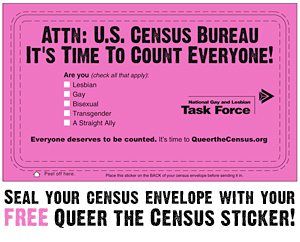 ATTN: U.S. CENSUS BUREAU
IT'S TIME TO COUNT EVERYONE!
Are you (check all that apply):
Lesbian
Gay
Bisexual
Transgender
A Straight Ally
National Gay and Lesbian
Task Force
Everyone deserves to be counted. It's time to QueertheCensus.org
Peel off here.
Place this sticker on the BACK of your census envelope before sending it in.
SEAL YOUR CENSUS ENVELOPE WITH YOUR
FREE QUEER THE CENSUS STICKER!